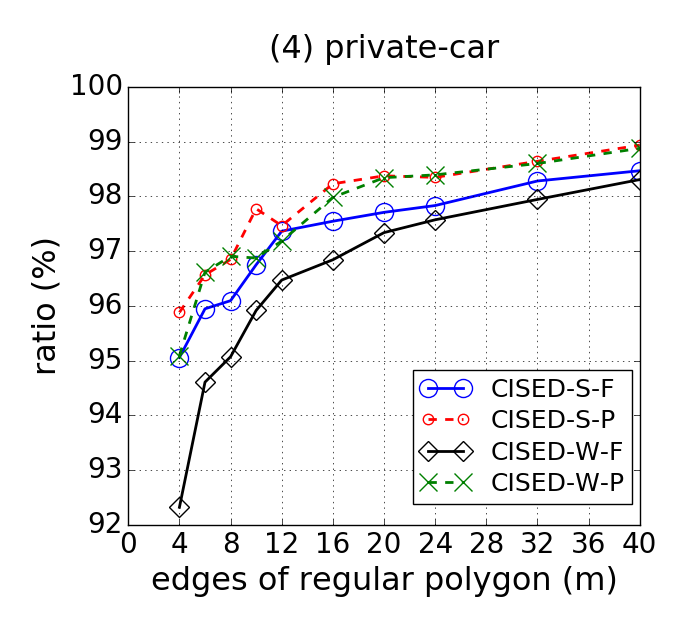 (4) private-car
100
99
98
97
96
95
94
93
92
ratio (%)
CISED-S-F
CISED-S-P
CISED-W-F
CISED-W-P
0 4 8 12 16 20 24 28 32 36 40
edges of regular polygon (m)